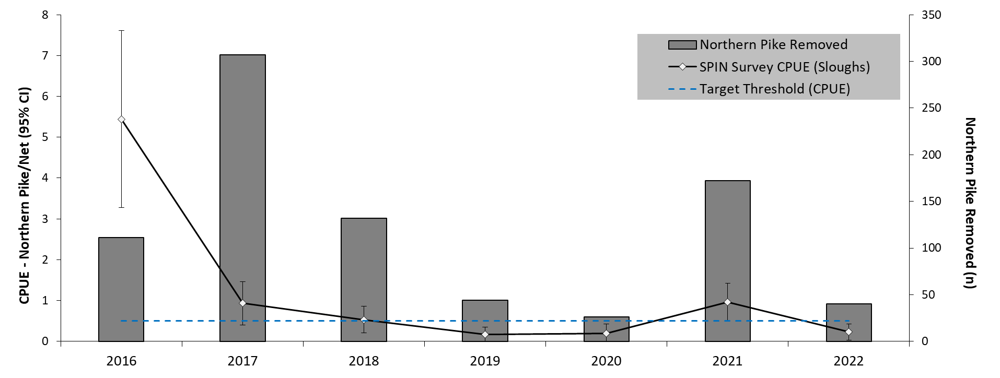 8
7
6
5
4
3
2
1
0
CPUE - Northern Pike/Net (95% CI)
350
300
250
200
150
100
50
0
Northern Pike Removed (n)
Northern Pike Removed
SPIN Survey CPUE (Sloughs)
Target Threshold (CPUE)
2016 2017 2018 2019 2020 2021 2022